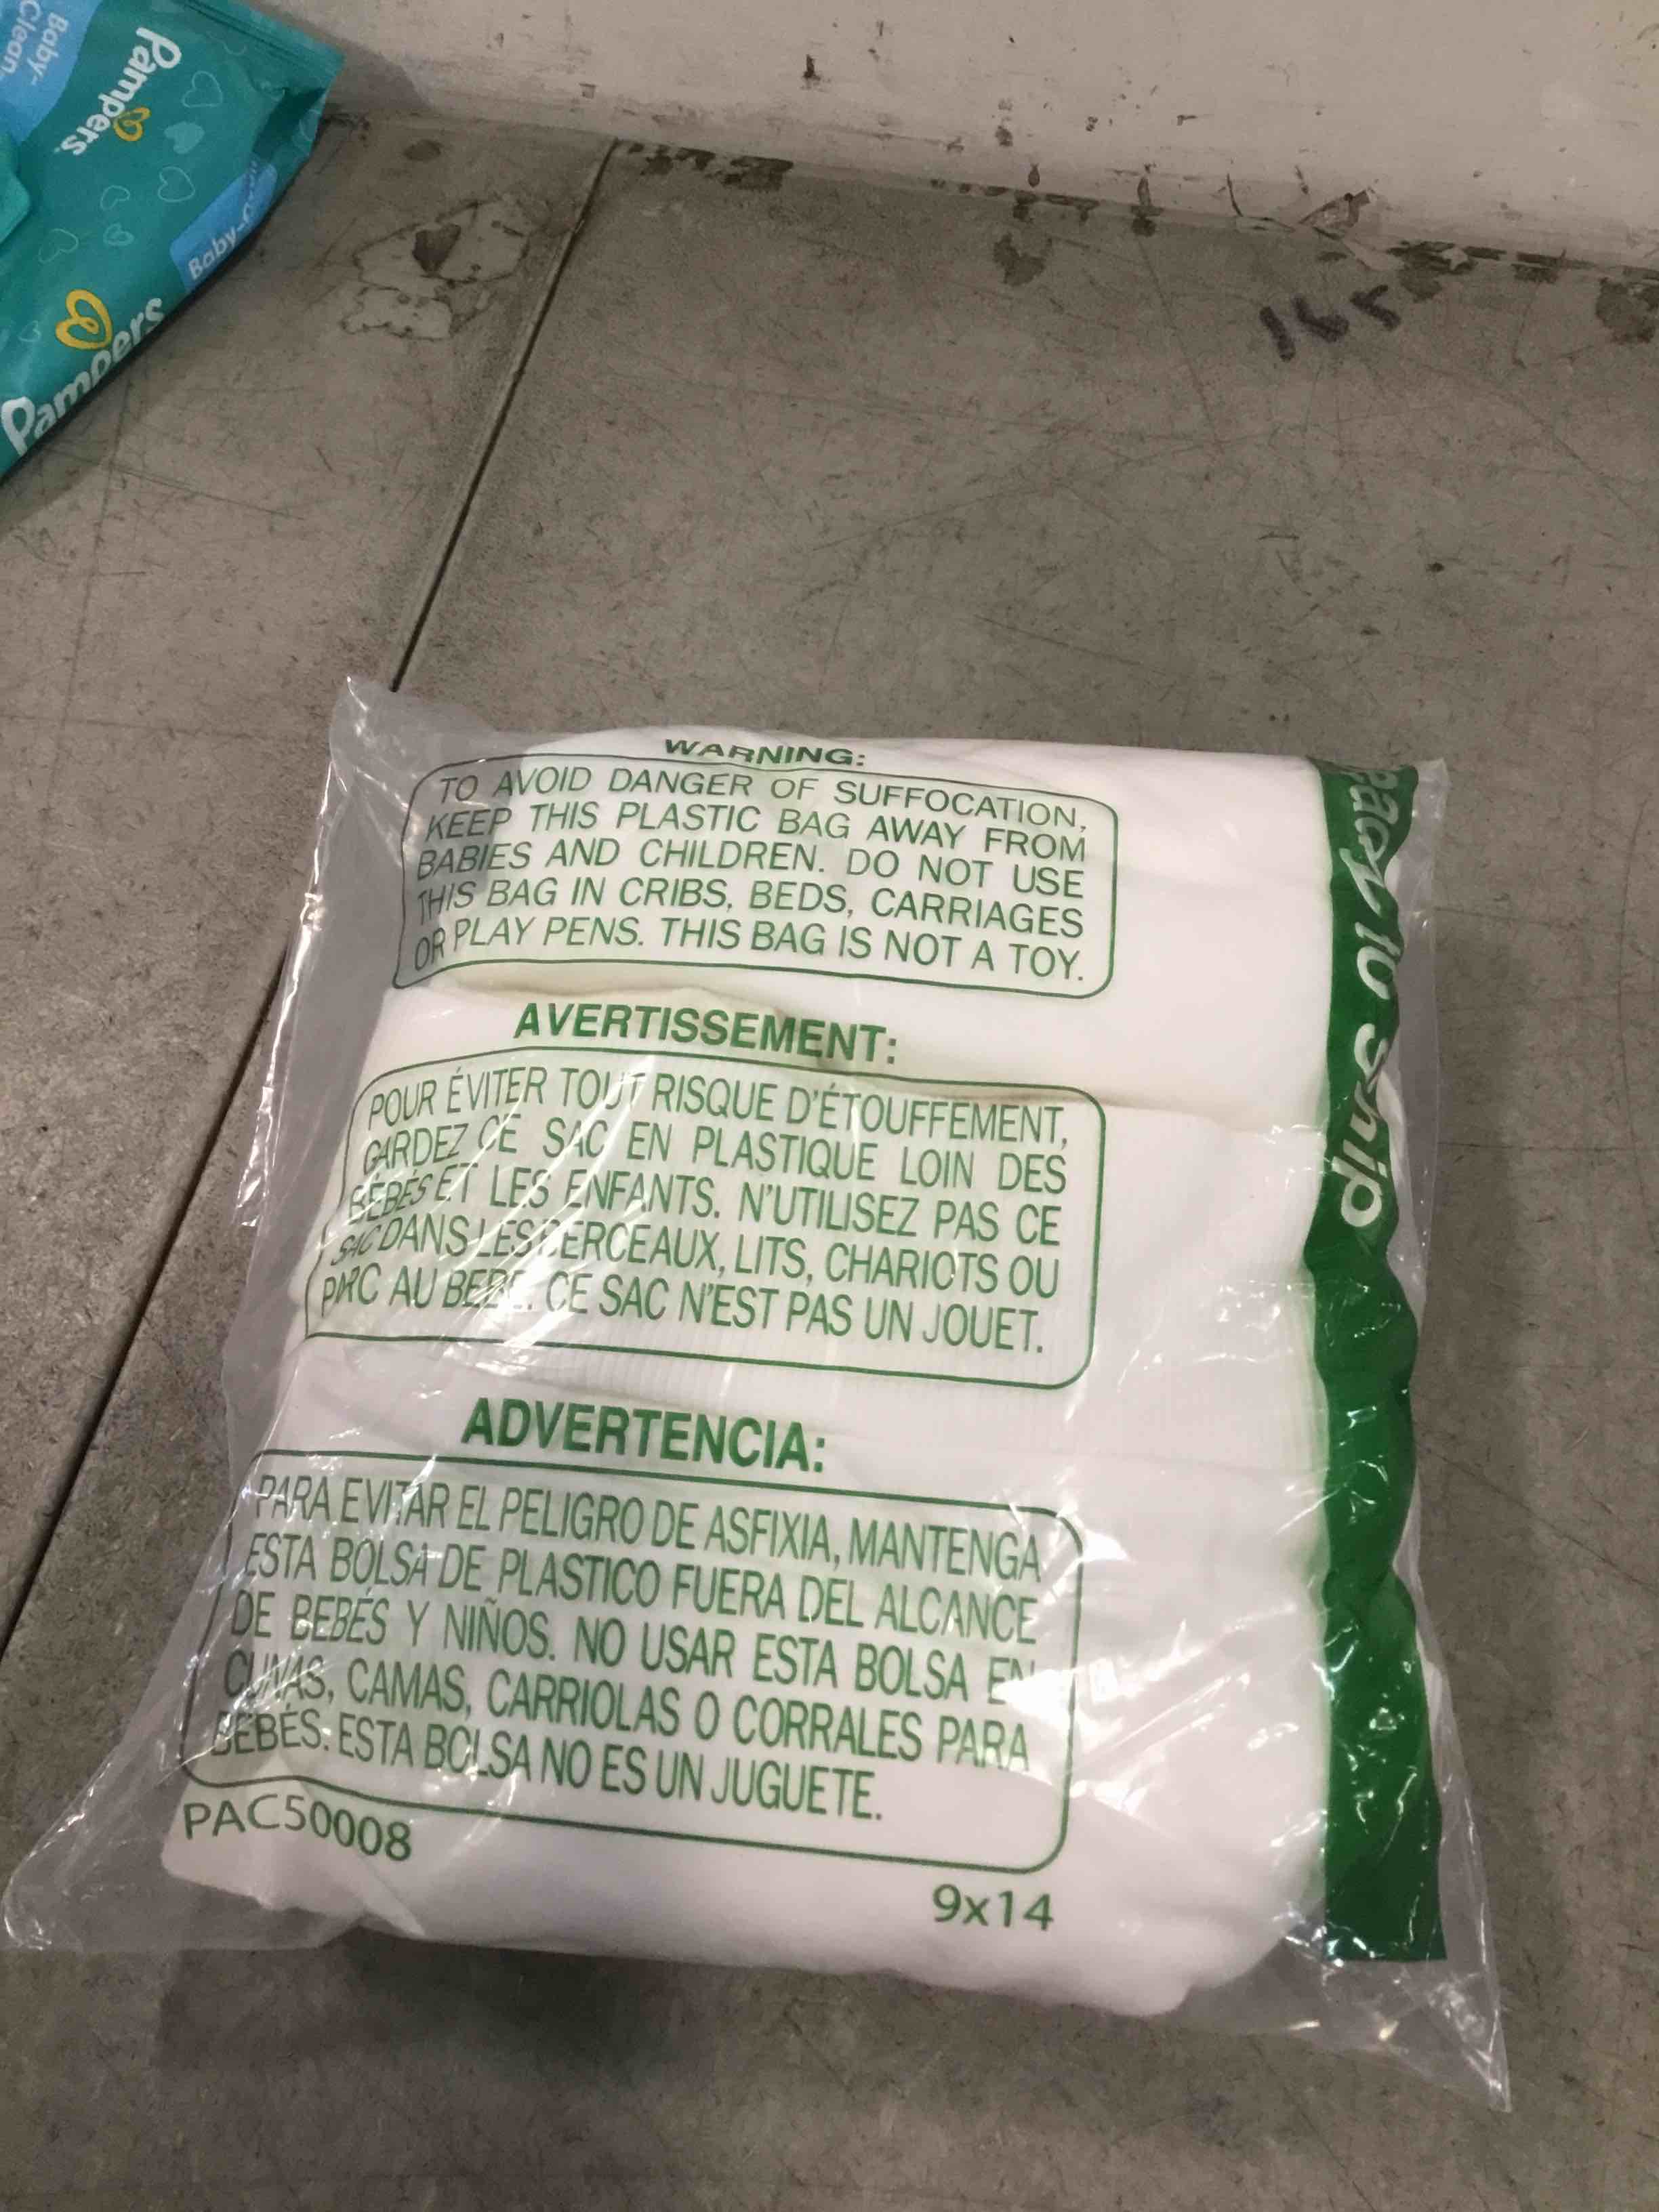 Baby-
Clean
Pampers
Baby-
Pampers
165
WARNING:
TO AVOID DANGER OF SUFFOCATION,
KEEP THIS PLASTIC BAG AWAY FROM
BABIES AND CHILDREN. DO NOT USE
THIS BAG IN CRIBS, BEDS, CARRIAGES
OR PLAY PENS. THIS BAG IS NOT A TOY.
AVERTISSEMENT:
POUR ÉVITER TOUT RISQUE D'ÉTOUFFEMENT,
GARDEZ CE SAC EN PLASTIQUE LOIN DES
BÉBÉS ET LES ENFANTS. N'UTILISEZ PAS CE
SAC DANS LES BERCEAUX, LITS, CHARIOTS OU
PARC AU BEBE. CE SAC N'EST PAS UN JOUET.
ADVERTENCIA:
PARA EVITAR EL PELIGRO DE ASFIXIA, MANTENGA
ESTA BOLSA DE PLASTICO FUERA DEL ALCANCE
DE BEBÉS Y NIÑOS. NO USAR ESTA BOLSA EN
CUNAS, CAMAS, CARRIOLAS O CORRALES PARA
BEBÉS. ESTA BOLSA NO ES UN JUGUETE.
PAC50008
9x14
ready to ship